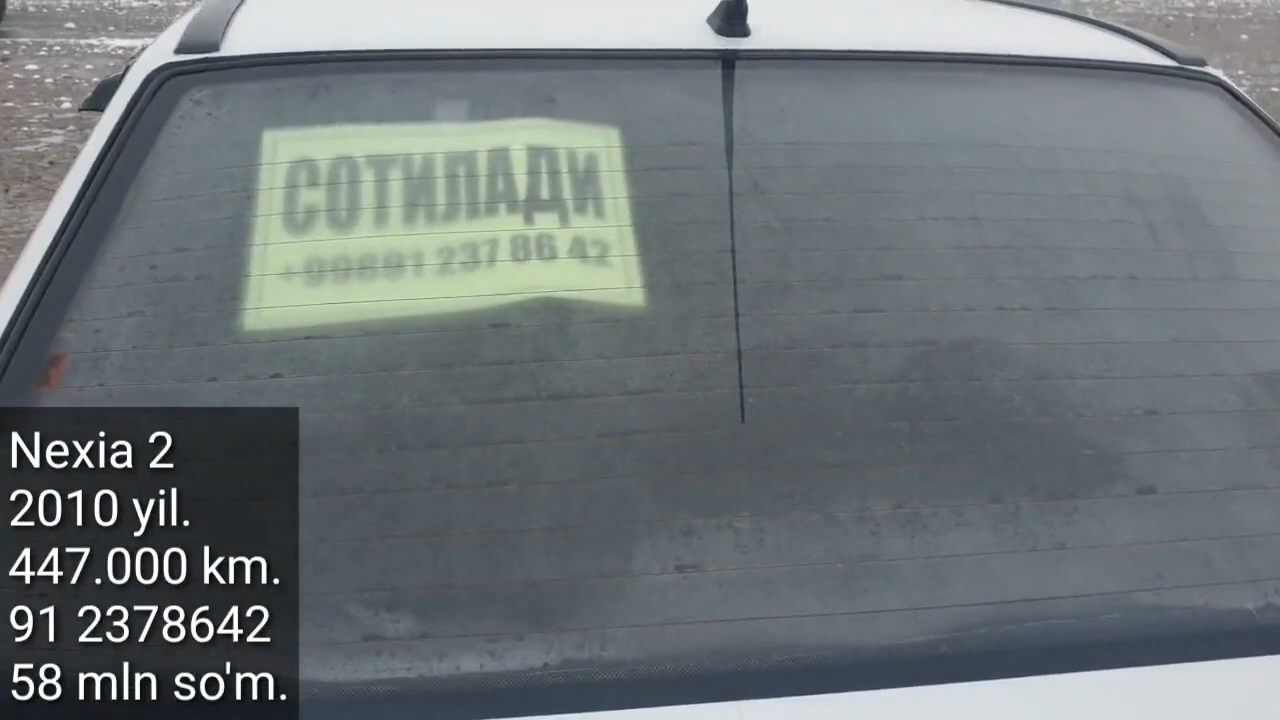 СОТИЛАДИ
+99891 237 86 42
Nexia 2
2010 yil.
447.000 km.
91 2378642
58 mln so'm.